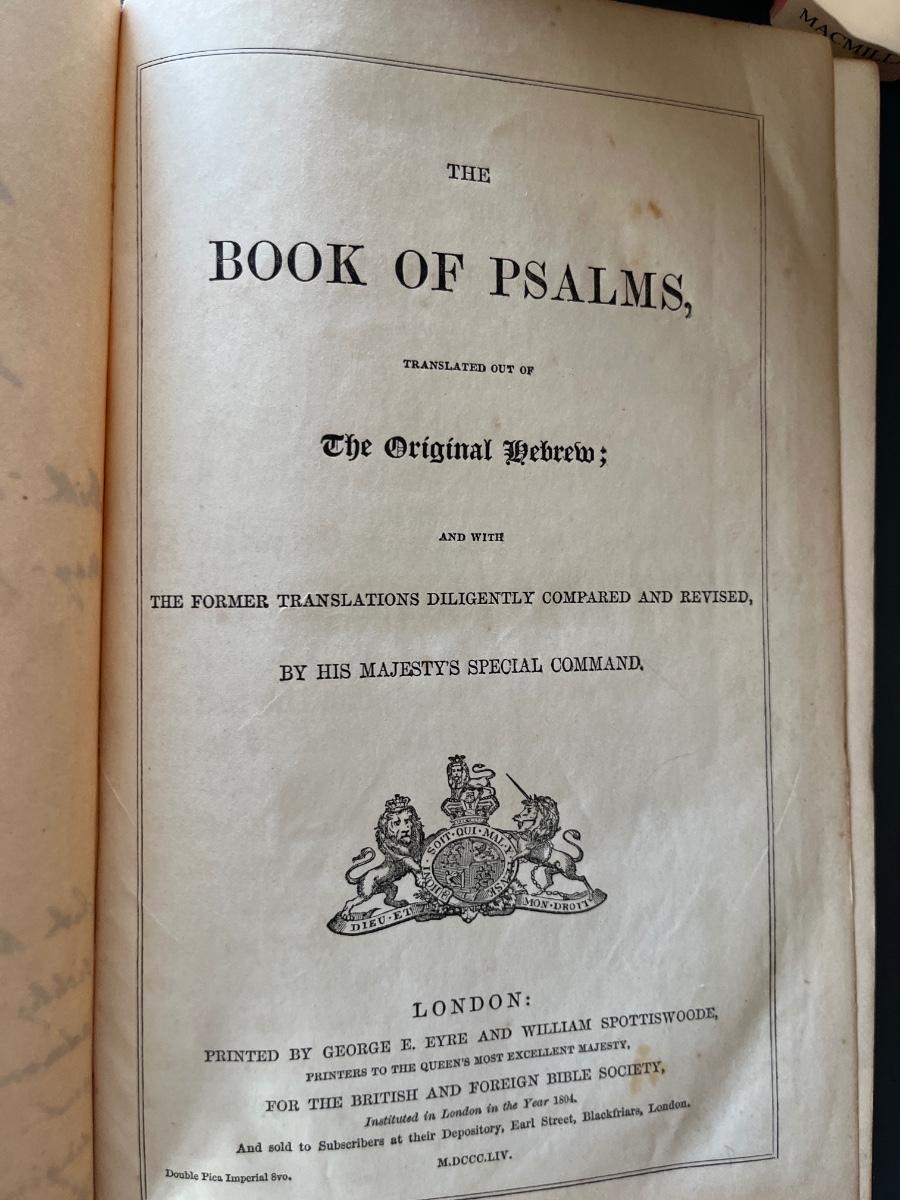 MACMILL
THE
BOOK OF PSALMS,
TRANSLATED OUT OF
The Original Hebrew;
AND WITH
THE FORMER TRANSLATIONS DILIGENTLY COMPARED AND REVISED,
BY HIS MAJESTY'S SPECIAL COMMAND.
HONI · SOIT · QUI · MAL · Y · PENSE
DIEU · ET MON · DROIT
LONDON:
PRINTED BY GEORGE E. EYRE AND WILLIAM SPOTTISWOODE,
PRINTERS TO THE QUEEN'S MOST EXCELLENT MAJESTY,
FOR THE BRITISH AND FOREIGN BIBLE SOCIETY,
Instituted in London in the Year 1804.
And sold to Subscribers at their Depository, Earl Street, Blackfriars, London.
M.DCCC.LIV.
Double Pica Imperial 8vo.